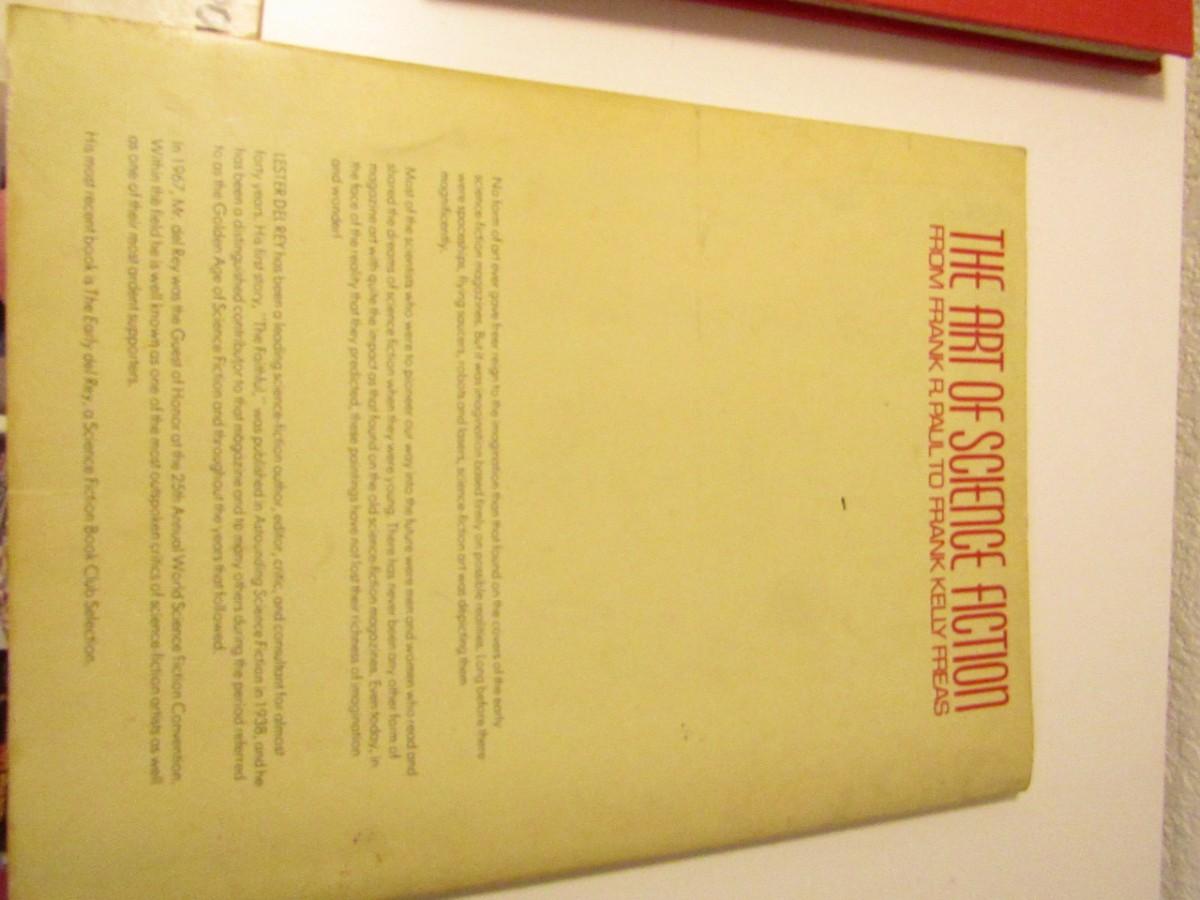 THE ART OF SCIENCE FICTION
FROM FRANK R. PAUL TO FRANK KELLY FREAS
No form of art ever gave freer reign to the imagination than that found on the covers of the early
science-fiction magazines. But it was imagination based firmly on possible realities. Long before there
were spaceships, flying saucers, robots and lasers, science-fiction art was depicting them
magnificently.
Most of the scientists who were to pioneer our way into the future were men and women who read and
shared the dreams of science fiction when they were young. There has never been any other form of
magazine art with quite the impact as that found on the old science-fiction magazines. Even today, in
the face of the reality that they predicted, these paintings have not lost their richness of imagination
and wonder!
LESTER DEL REY has been a leading science-fiction author, editor, critic, and consultant for almost
forty years. His first story, "The Faithful," was published in Astounding Science Fiction in 1938, and he
has been a distinguished contributor to that magazine and to many others during the period referred
to as the Golden Age of Science Fiction and throughout the years that followed.
In 1967, Mr. del Rey was the Guest of Honor at the 25th Annual World Science Fiction Convention.
Within the field he is well known as one of the most outspoken critics of science-fiction artists as well
as one of their most ardent supporters.
His most recent book is The Early del Rey, a Science Fiction Book Club Selection.